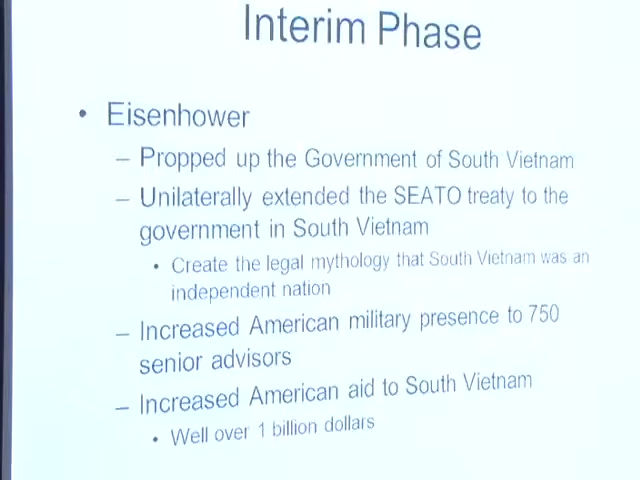 Interim Phase
• Eisenhower
– Propped up the Government of South Vietnam
– Unilaterally extended the SEATO treaty to the
government in South Vietnam
• Create the legal mythology that South Vietnam was an
independent nation
– Increased American military presence to 750
senior advisors
– Increased American aid to South Vietnam
• Well over 1 billion dollars